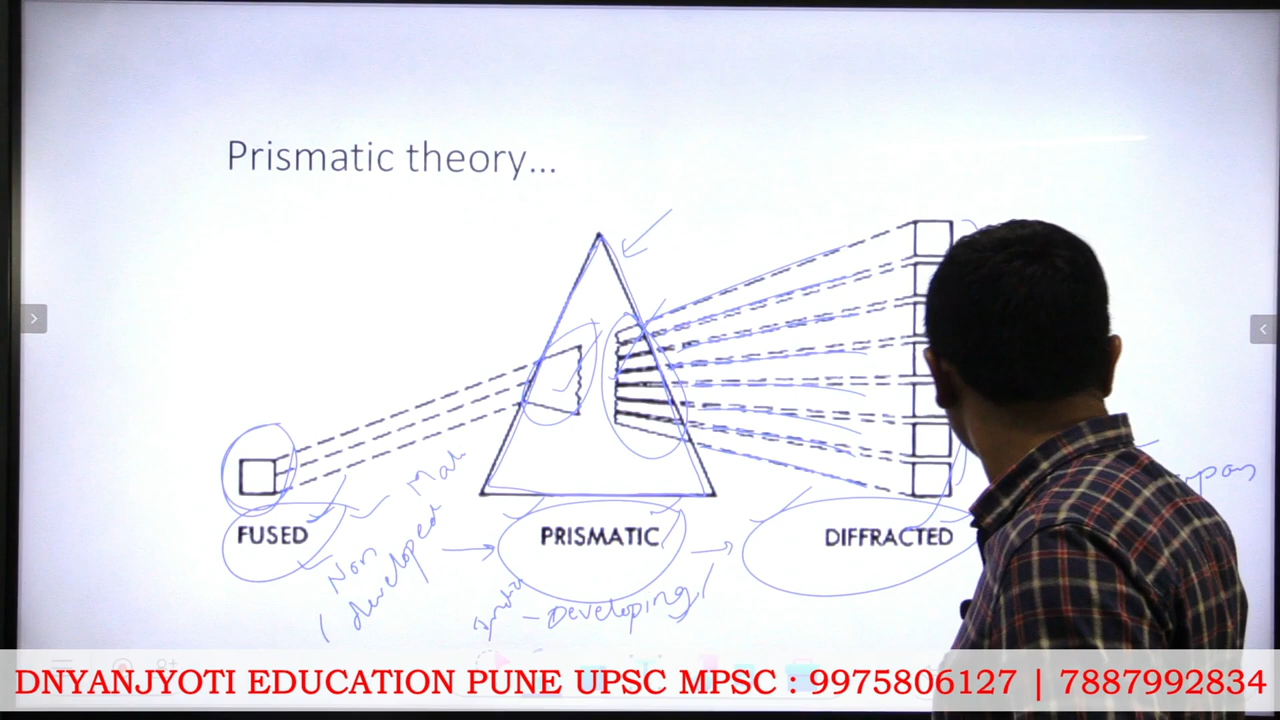 Prismatic theory...
FUSED
PRISMATIC
DIFFRACTED
Non
developed
- Developing
DNYANJYOTI EDUCATION PUNE UPSC MPSC : 9975806127 | 7887992834